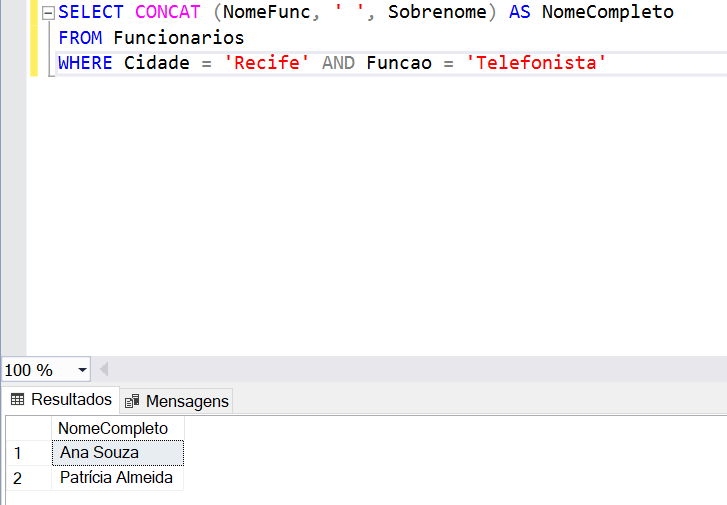 SELECT CONCAT (NomeFunc, ' ', Sobrenome) AS NomeCompleto
FROM Funcionarios
WHERE Cidade = 'Recife' AND Funcao = 'Telefonista'
100 %
Resultados Mensagens
NomeCompleto
1 Ana Souza
2 Patrícia Almeida